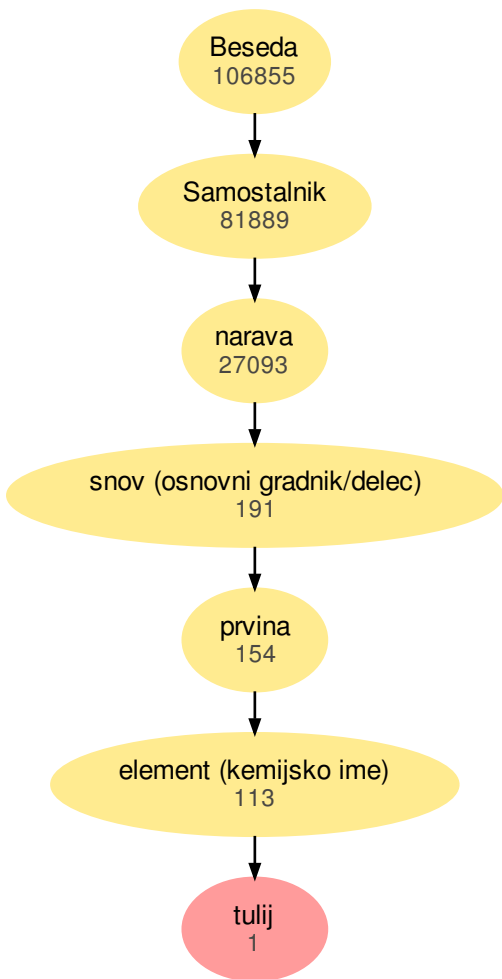 Beseda
106855
Samostalnik
81889
narava
27093
snov (osnovni gradnik/delec)
191
prvina
154
element (kemijsko ime)
113
tulij
1